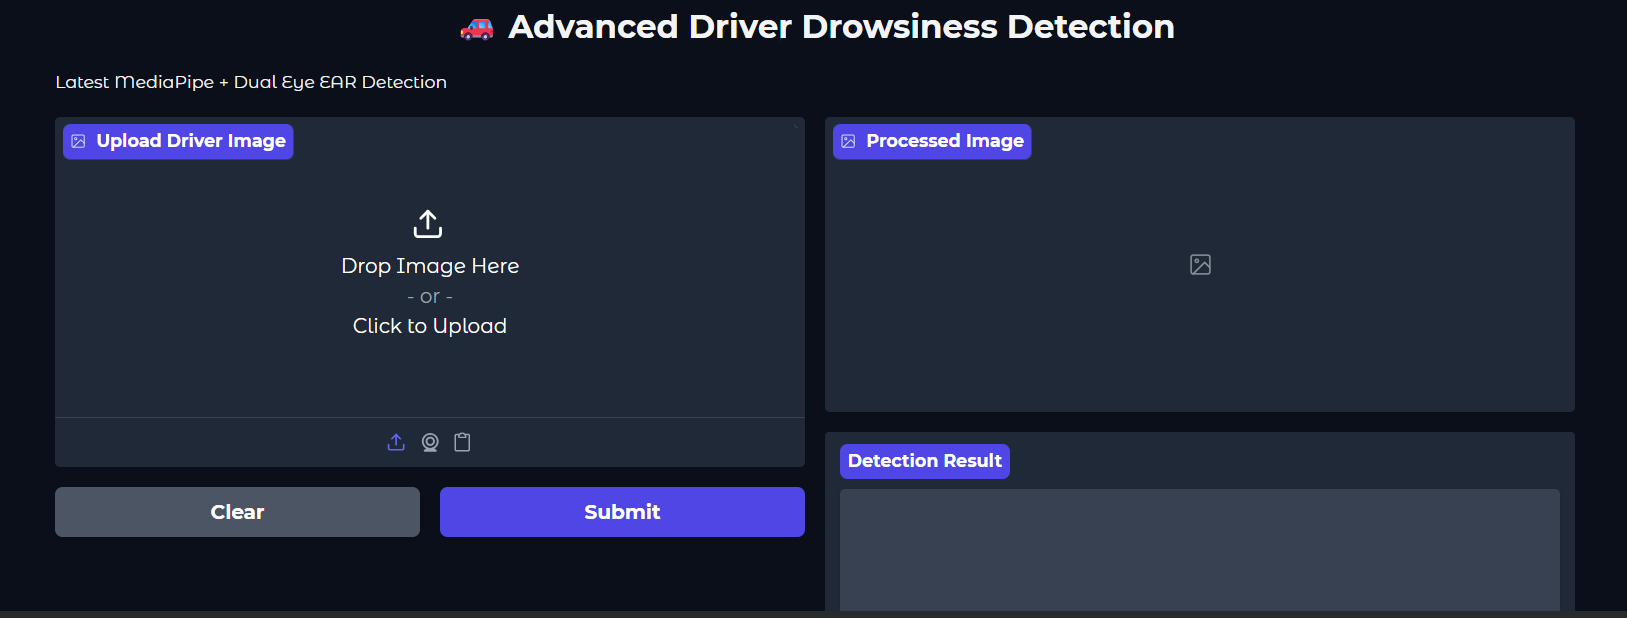 🚗 Advanced Driver Drowsiness Detection
Latest MediaPipe + Dual Eye EAR Detection
Upload Driver Image
Drop Image Here
- or -
Click to Upload
Clear
Submit
Processed Image
Detection Result